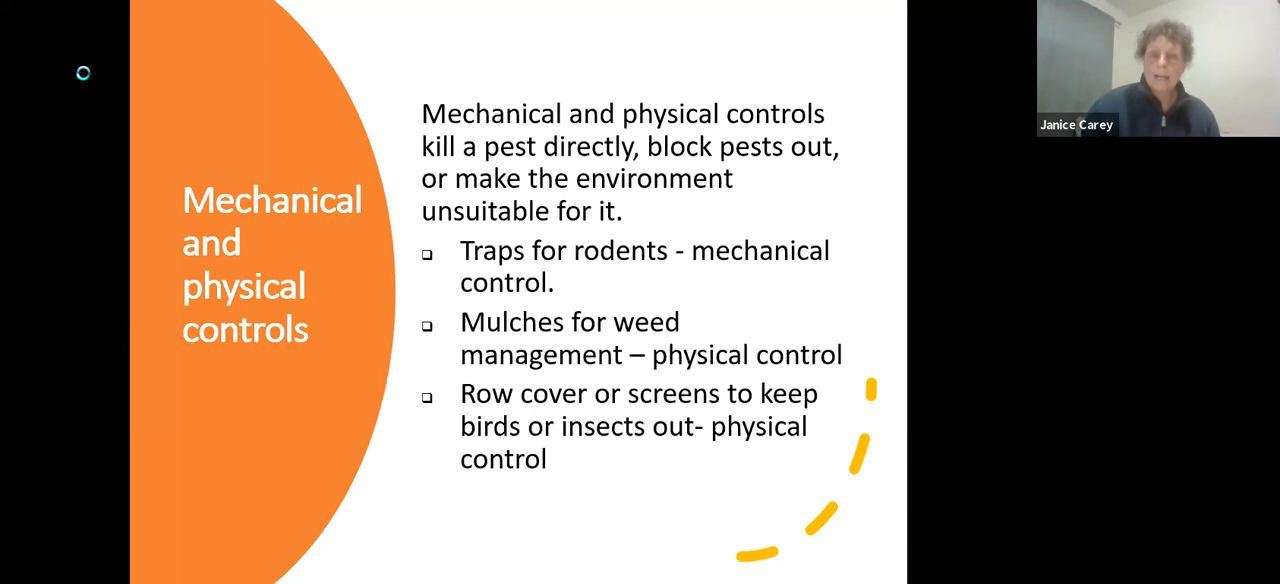 Mechanical
and
physical
controls
Mechanical and physical controls
kill a pest directly, block pests out,
or make the environment
unsuitable for it.
Traps for rodents - mechanical
control.
Mulches for weed
management – physical control
Row cover or screens to keep
birds or insects out- physical
control
Janice Carey